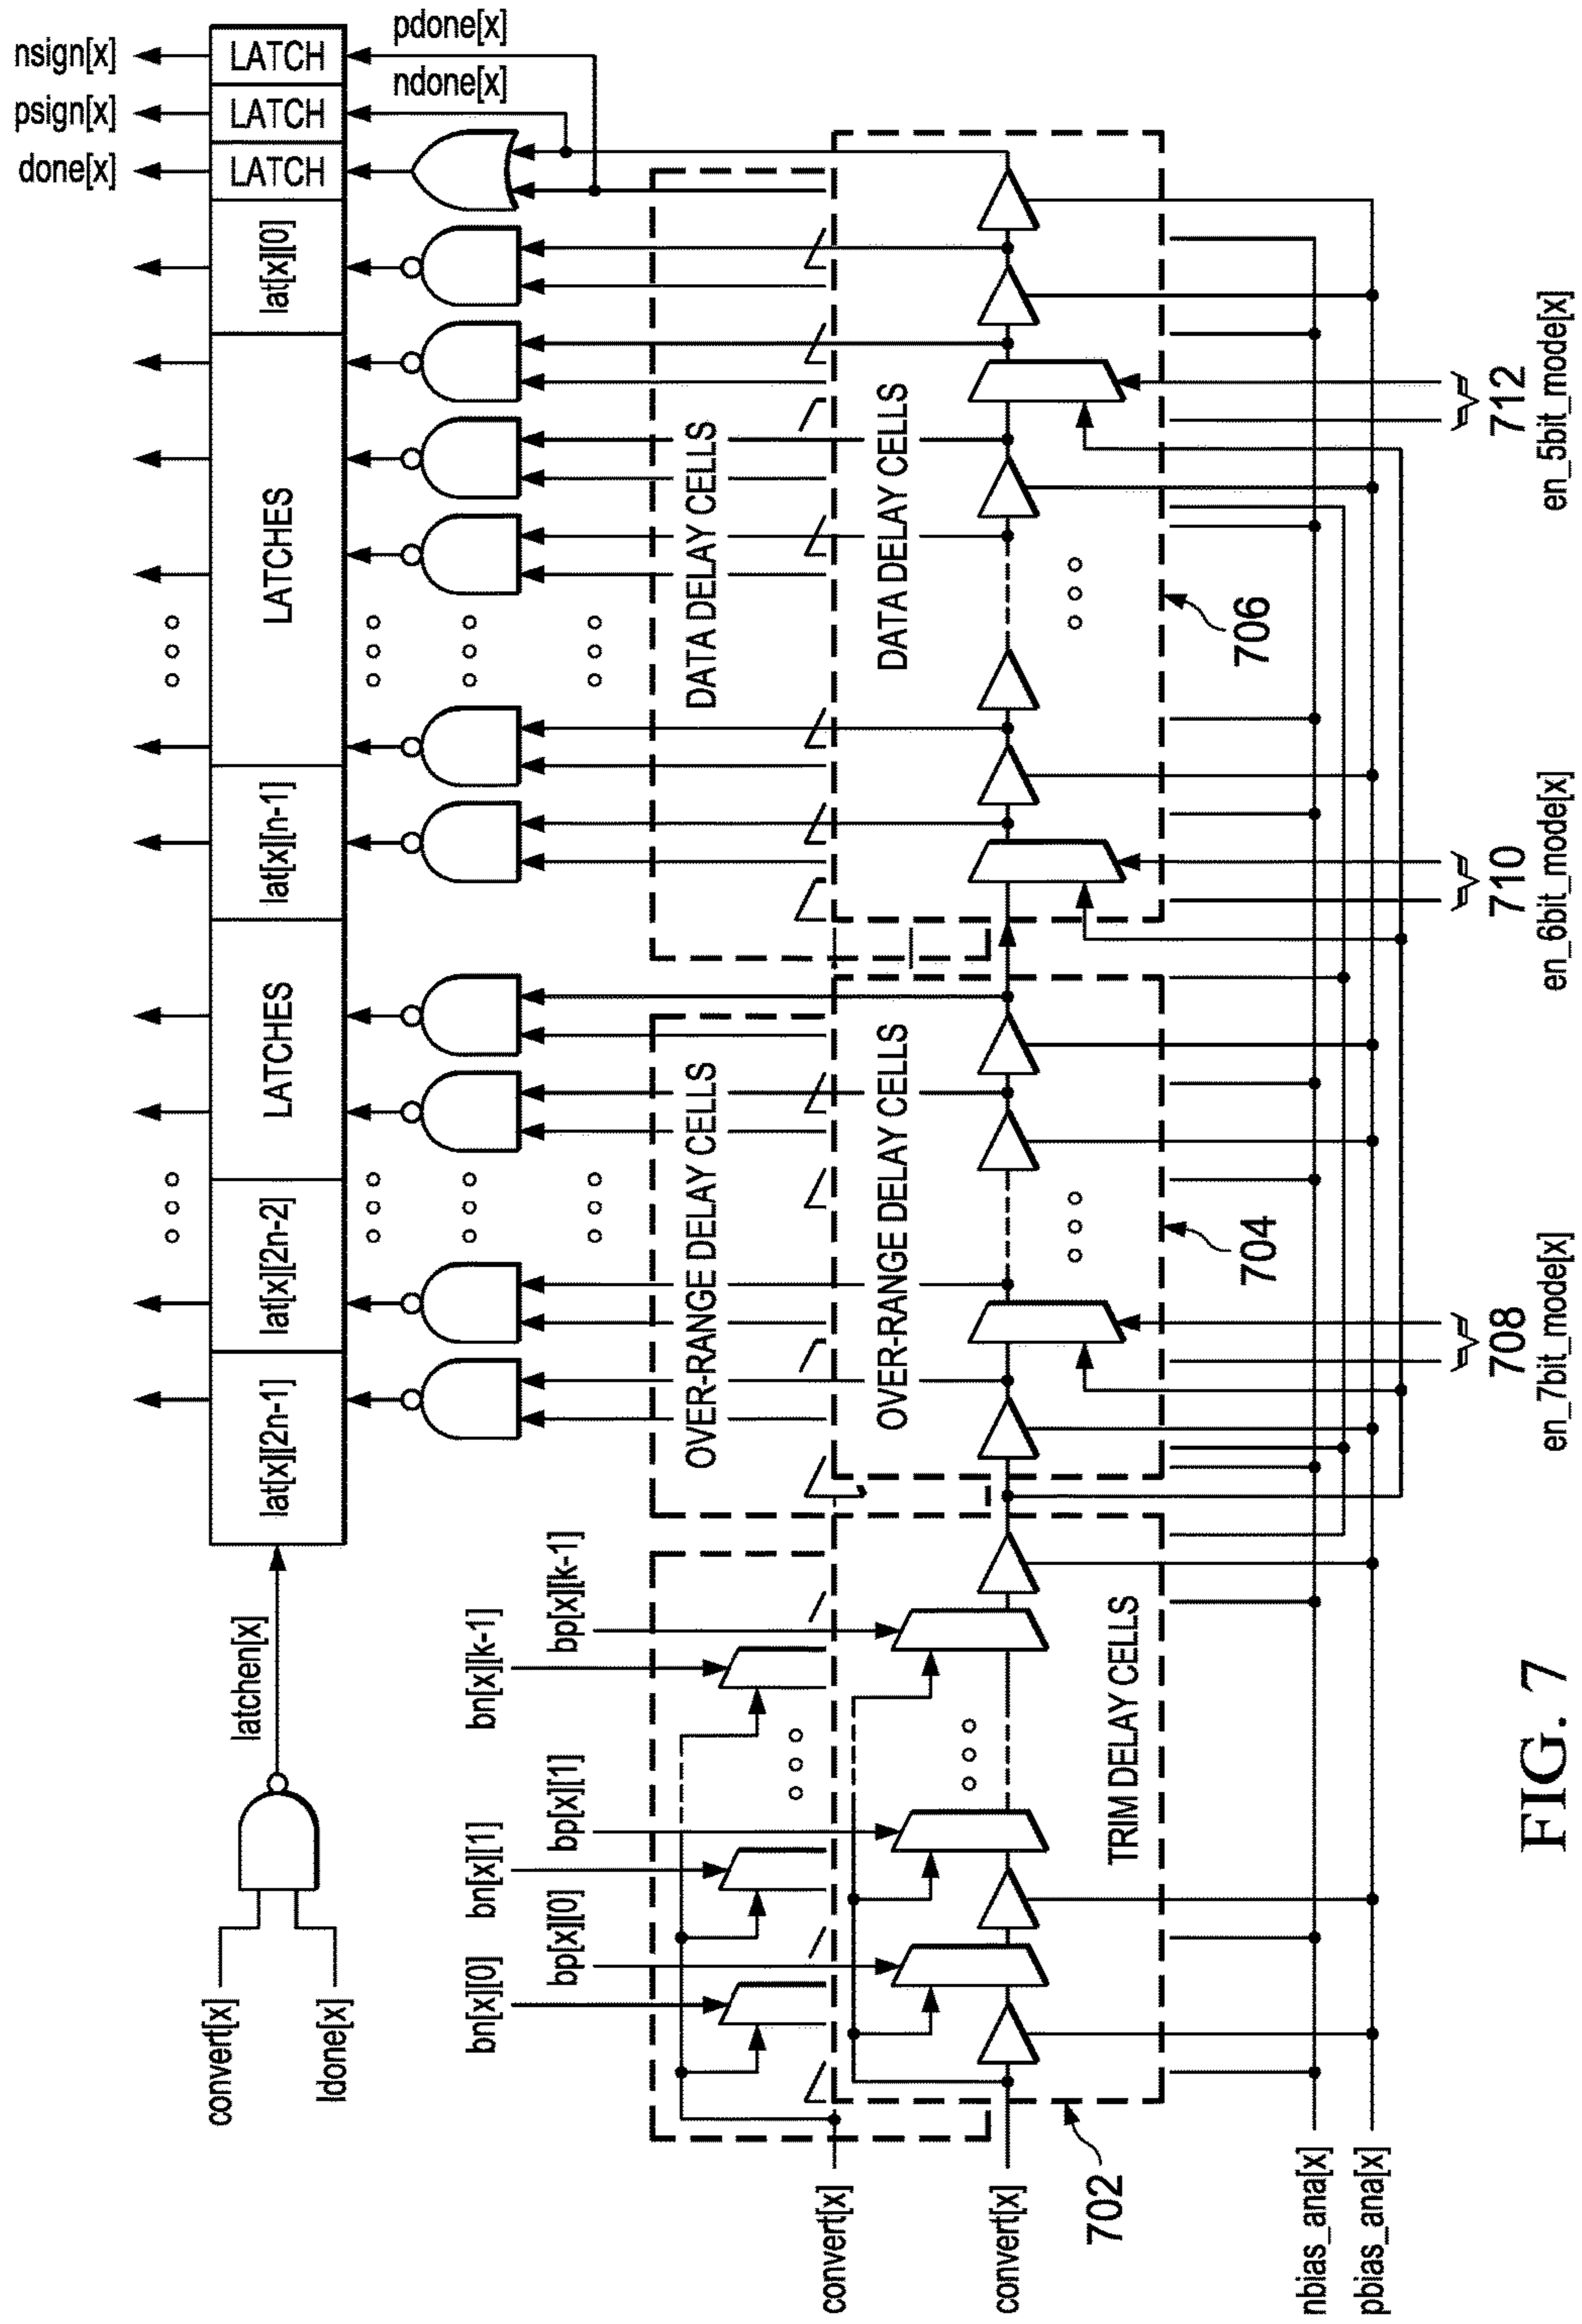 nsign[x]
psign[x]
done[x]
LATCH
LATCH
LATCH
lat[x][0]
LATCHES
lat[x][n-1]
LATCHES
lat[x][2n-2]
lat[x][2n-1]
pdone[x]
ndone[x]
latchen[x]
convert[x]
ldone[x]
DATA DELAY CELLS
DATA DELAY CELLS
OVER-RANGE DELAY CELLS
OVER-RANGE DELAY CELLS
bn[x][k-1]
bp[x][k-1]
bn[x][1]
bp[x][1]
bn[x][0]
bp[x][0]
TRIM DELAY CELLS
convert[x]
convert[x]
702
704
706
708
en_7bit_mode[x]
710
en_6bit_mode[x]
712
en_5bit_mode[x]
nbias_ana[x]
pbias_ana[x]
FIG. 7